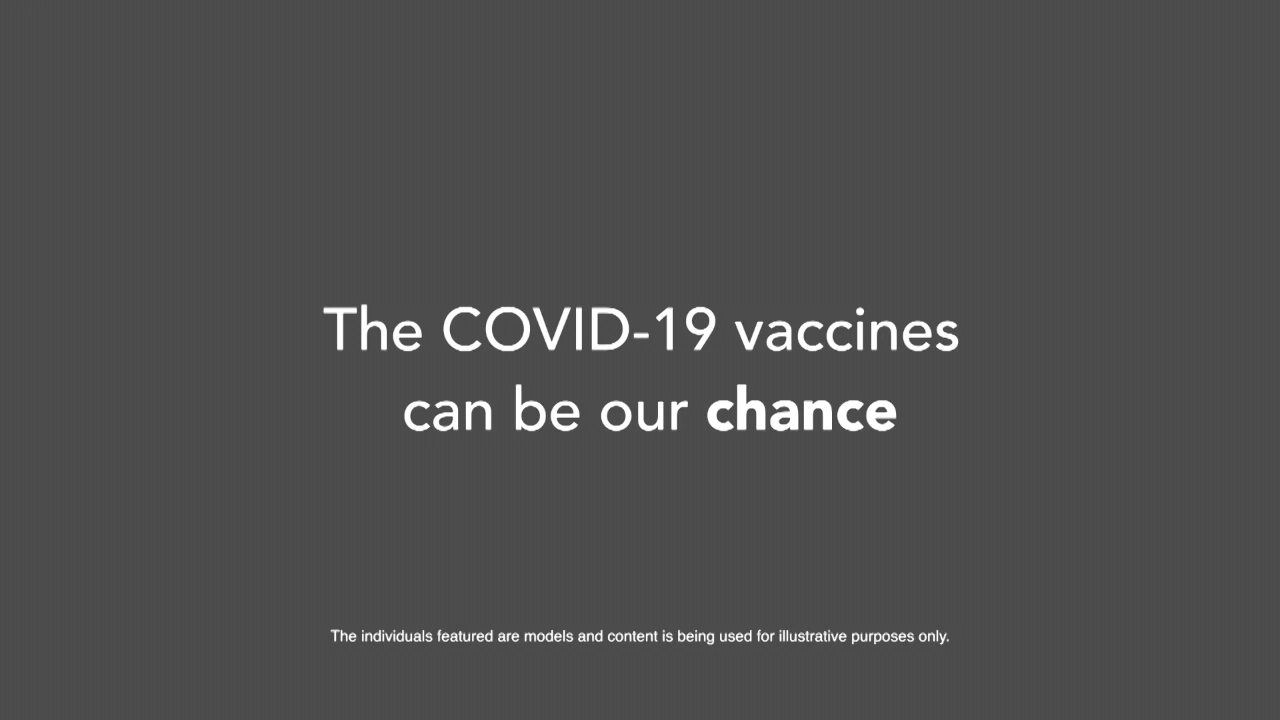 The COVID-19 vaccines
can be our chance
The individuals featured are models and content is being used for illustrative purposes only.